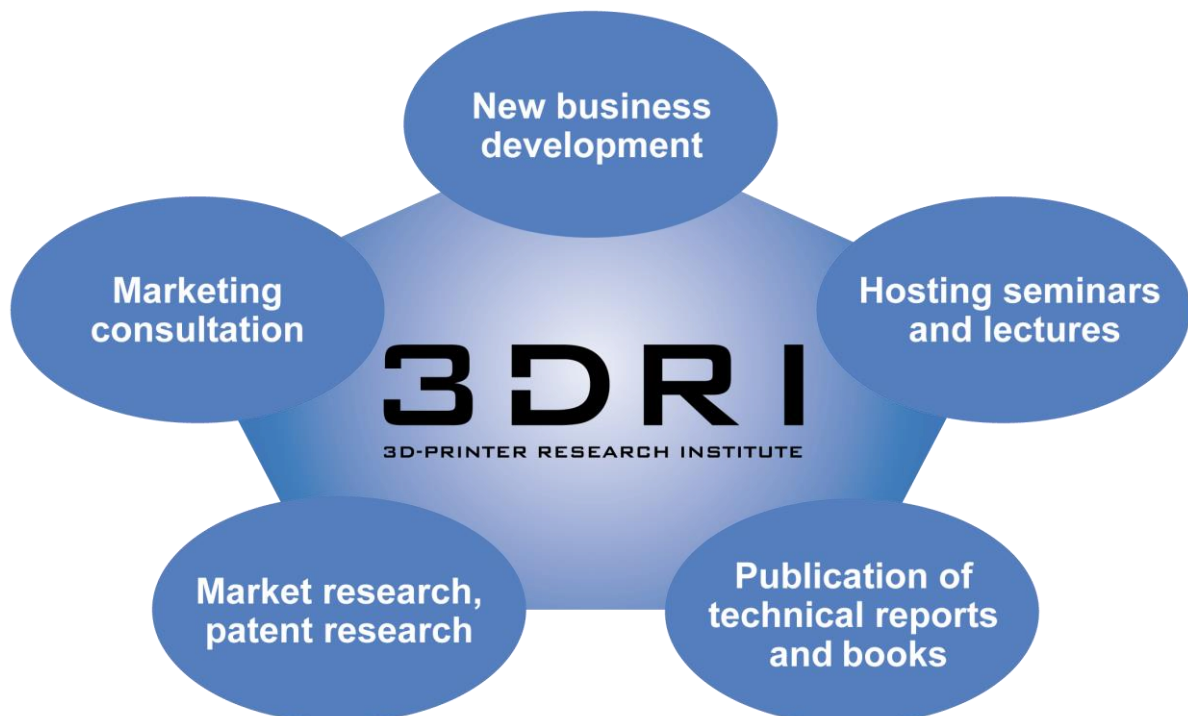 New business
development
Marketing
consultation
Hosting seminars
and lectures
3DRI
3D-PRINTER RESEARCH INSTITUTE
Market research,
patent research
Publication of
technical reports
and books